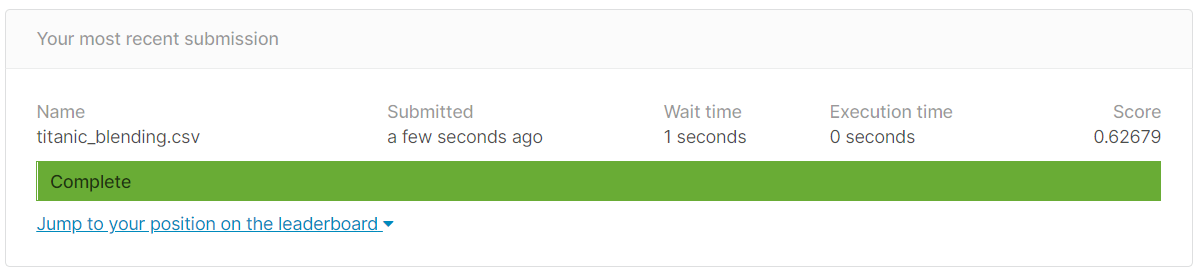 Your most recent submission
Name Submitted Wait time Execution time Score
titanic_blending.csv a few seconds ago 1 seconds 0 seconds 0.62679
Complete
Jump to your position on the leaderboard